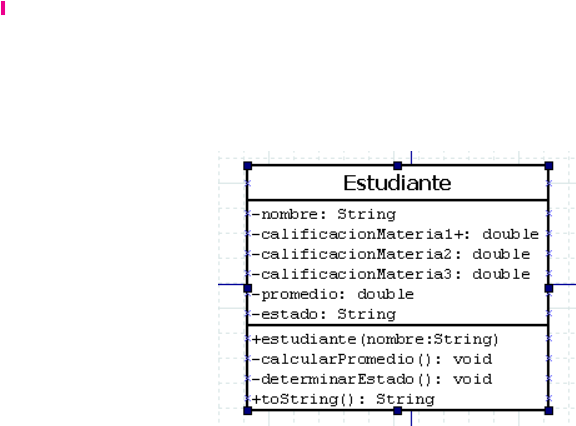 Estudiante
-nombre: String
-calificacionMateria1+: double
-calificacionMateria2: double
-calificacionMateria3: double
-promedio: double
-estado: String
+estudiante(nombre:String)
-calcularPromedio(): void
-determinarEstado(): void
+toString(): String